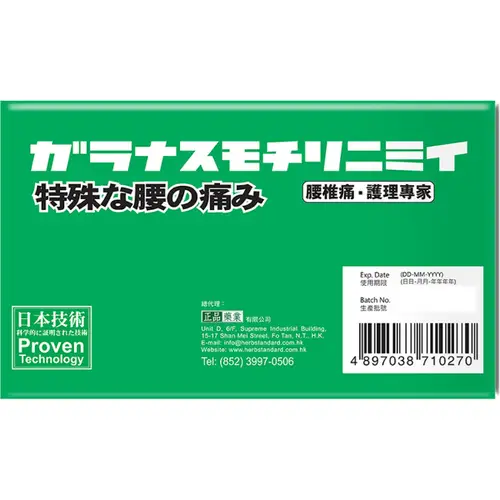 ガラナスモチリニミイ
特殊な腰の痛み
腰椎痛・護理專家
Exp. Date (DD-MM-YYYY)
使用期限 (日日-月月-年年年年)
Batch No.
生產批號
4 897038 710270
日本技術
科学的に証明された技術
Proven
Technology
總代理:
正品藥業有限公司
Unit D, 6/F, Supreme Industrial Building,
15-17 Shan Mei Street, Fo Tan, N.T., H.K.
E-mail: info@herbstandard.com.hk
Website: www.herbstandard.com.hk
Tel: (852) 3997-0506